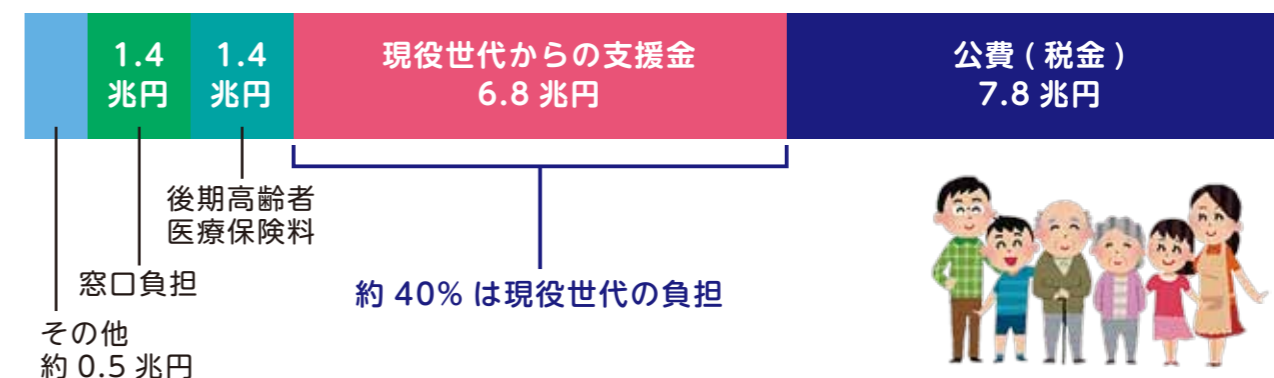 1.4
兆円
1.4
兆円
現役世代からの支援金
6.8 兆円
公費 ( 税金 )
7.8 兆円
後期高齢者
医療保険料
窓口負担
約 40% は現役世代の負担
その他
約 0.5 兆円